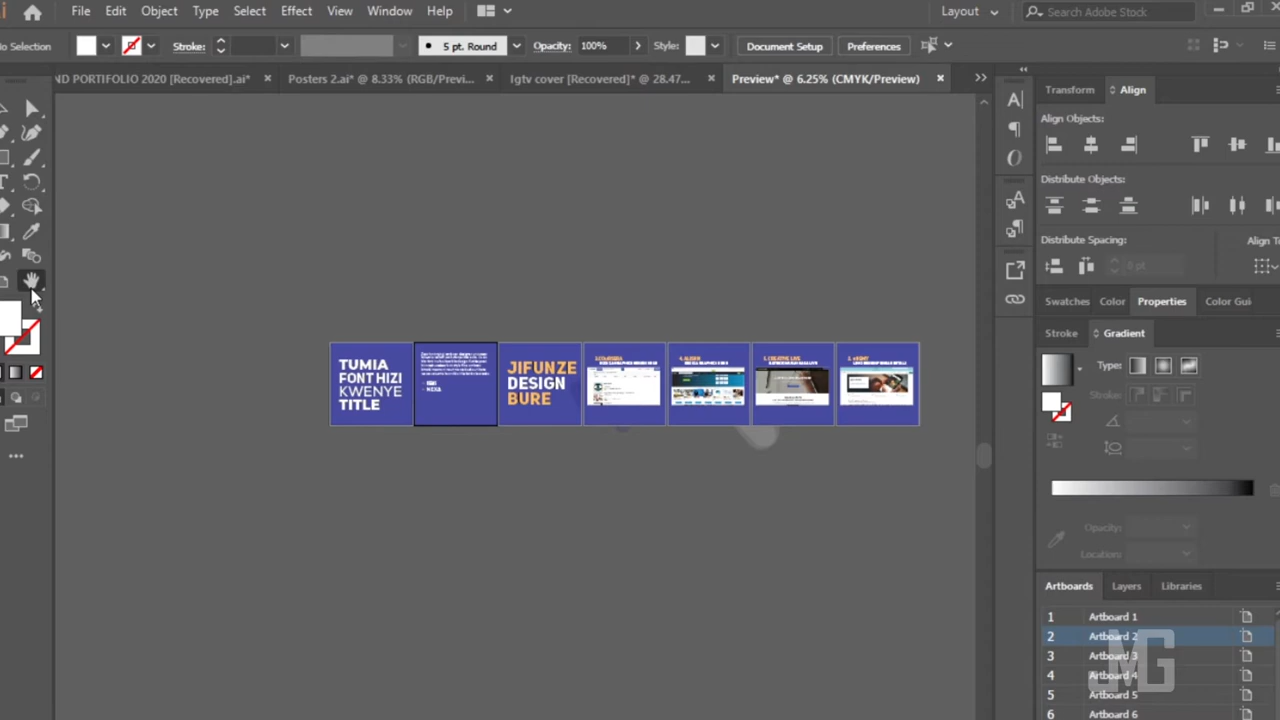 File Edit Object Type Select Effect View Window Help Layout Search Adobe Stock
No Selection Stroke: 5 pt. Round Opacity: 100% Style: Document Setup Preferences
ND PORTIFOLIO 2020 [Recovered].ai* × Posters 2.ai* @ 8.33% (RGB/Previ... × Igtv cover [Recovered]* @ 28.47... × Preview* @ 6.25% (CMYK/Preview) ×
Transform Align
Align Objects:
Distribute Objects:
Distribute Spacing: Align T
0 pt
Swatches Color Properties Color Gui
Stroke Gradient
Type:
Stroke:
Opacity:
Location:
TUMIA
FONT HIZI
KWENYE
TITLE
JIFUNZE
DESIGN
BURE
Artboards Layers Libraries
1 Artboard 1
2 Artboard 2
3 Artboard 3
4 Artboard 4
5 Artboard 5
6 Artboard 6
JMG